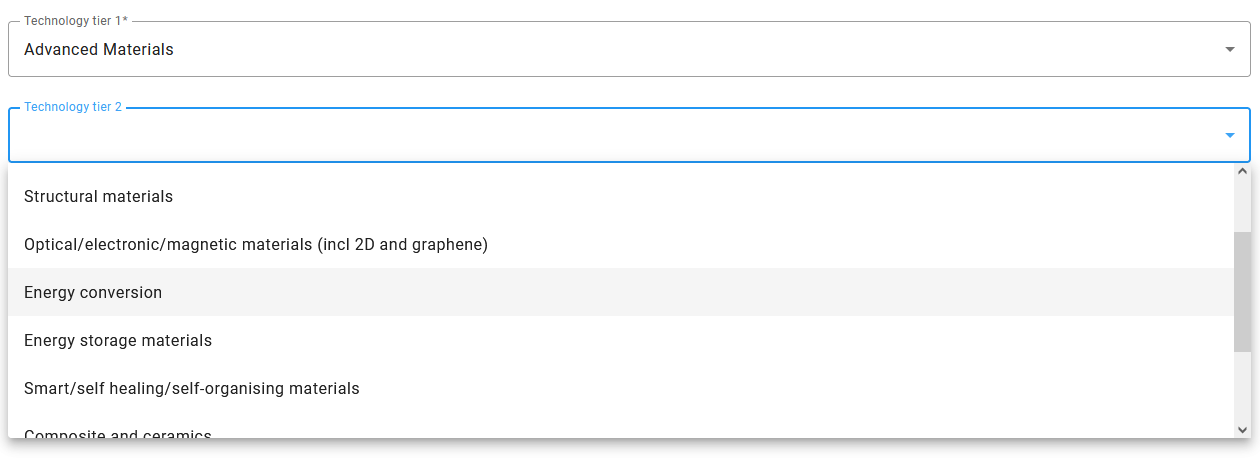 Technology tier 1*
Advanced Materials
Technology tier 2
Structural materials
Optical/electronic/magnetic materials (incl 2D and graphene)
Energy conversion
Energy storage materials
Smart/self healing/self-organising materials
Composite and ceramics